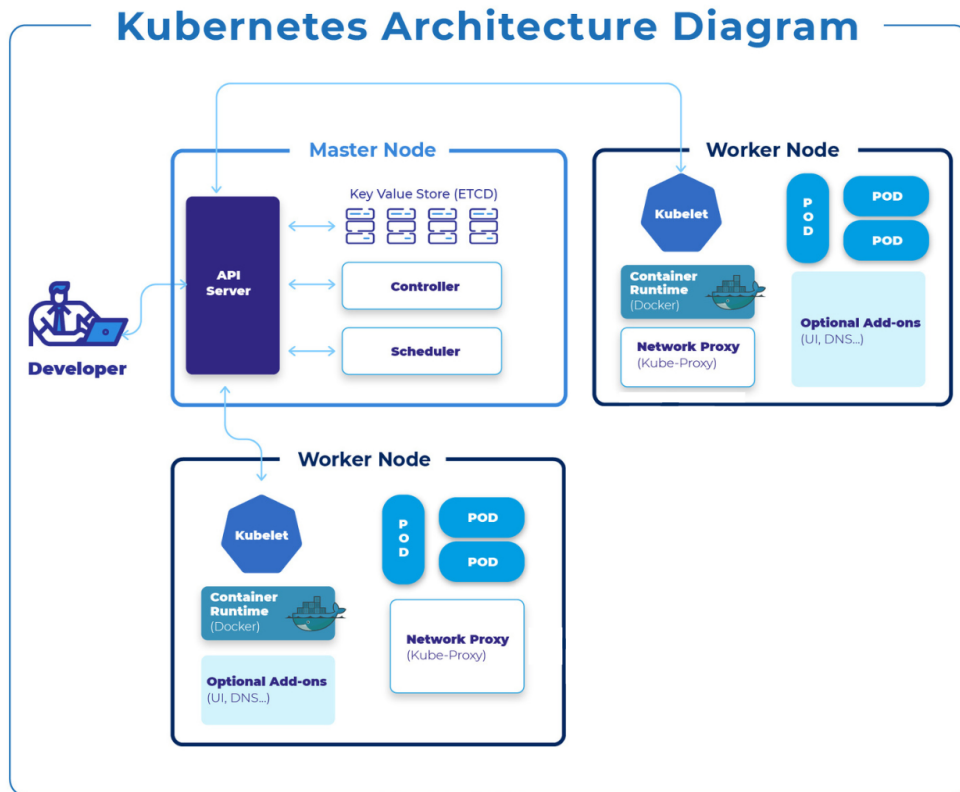 Kubernetes Architecture Diagram
Master Node
Key Value Store (ETCD)
API
Server
Controller
Scheduler
Developer
Worker Node
Kubelet
POD
POD
POD
Container
Runtime
(Docker)
Network Proxy
(Kube-Proxy)
Optional Add-ons
(UI, DNS...)
Worker Node
Kubelet
POD
POD
POD
Container
Runtime
(Docker)
Network Proxy
(Kube-Proxy)
Optional Add-ons
(UI, DNS...)